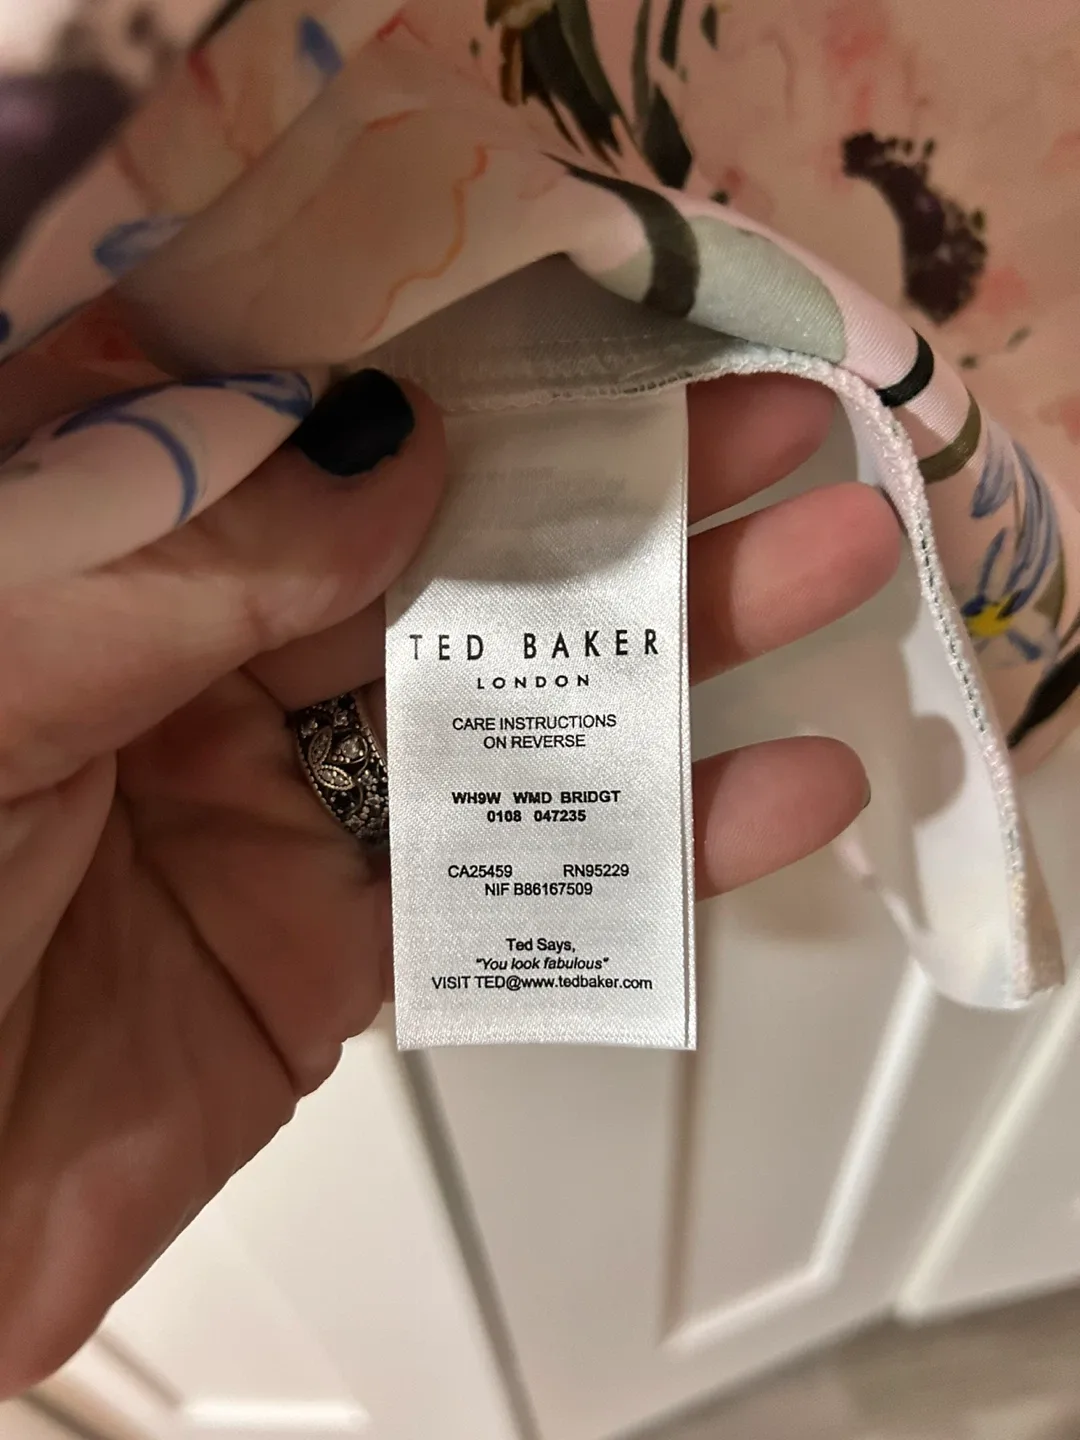 TED BAKER
LONDON
CARE INSTRUCTIONS
ON REVERSE
WH9W WMD BRIDGT
0108 047235
CA25459 RN95229
NIF B86167509
Ted Says,
"You look fabulous"
VISIT TED@www.tedbaker.com